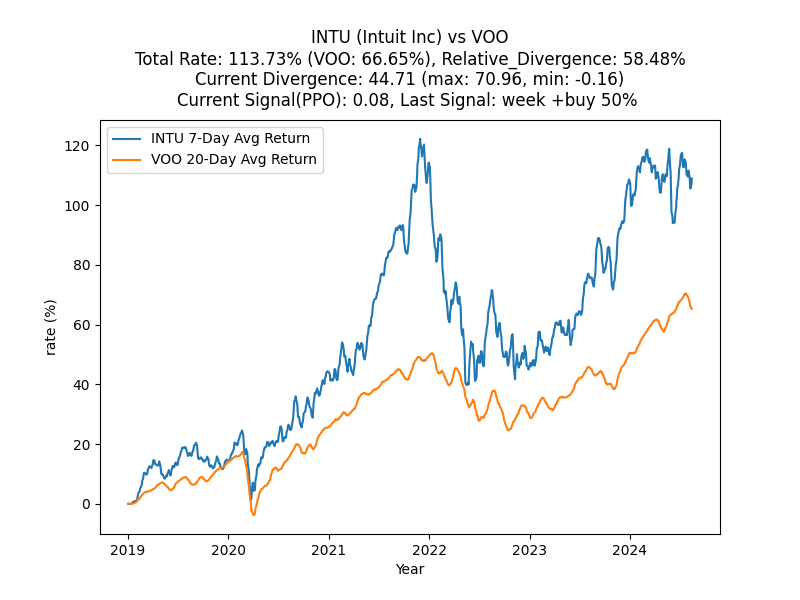 INTU (Intuit Inc) vs VOO
Total Rate: 113.73% (VOO: 66.65%), Relative_Divergence: 58.48%
Current Divergence: 44.71 (max: 70.96, min: -0.16)
Current Signal(PPO): 0.08, Last Signal: week +buy 50%
INTU 7-Day Avg Return
VOO 20-Day Avg Return
120
100
80
60
40
20
0
rate (%)
2019 2020 2021 2022 2023 2024
Year